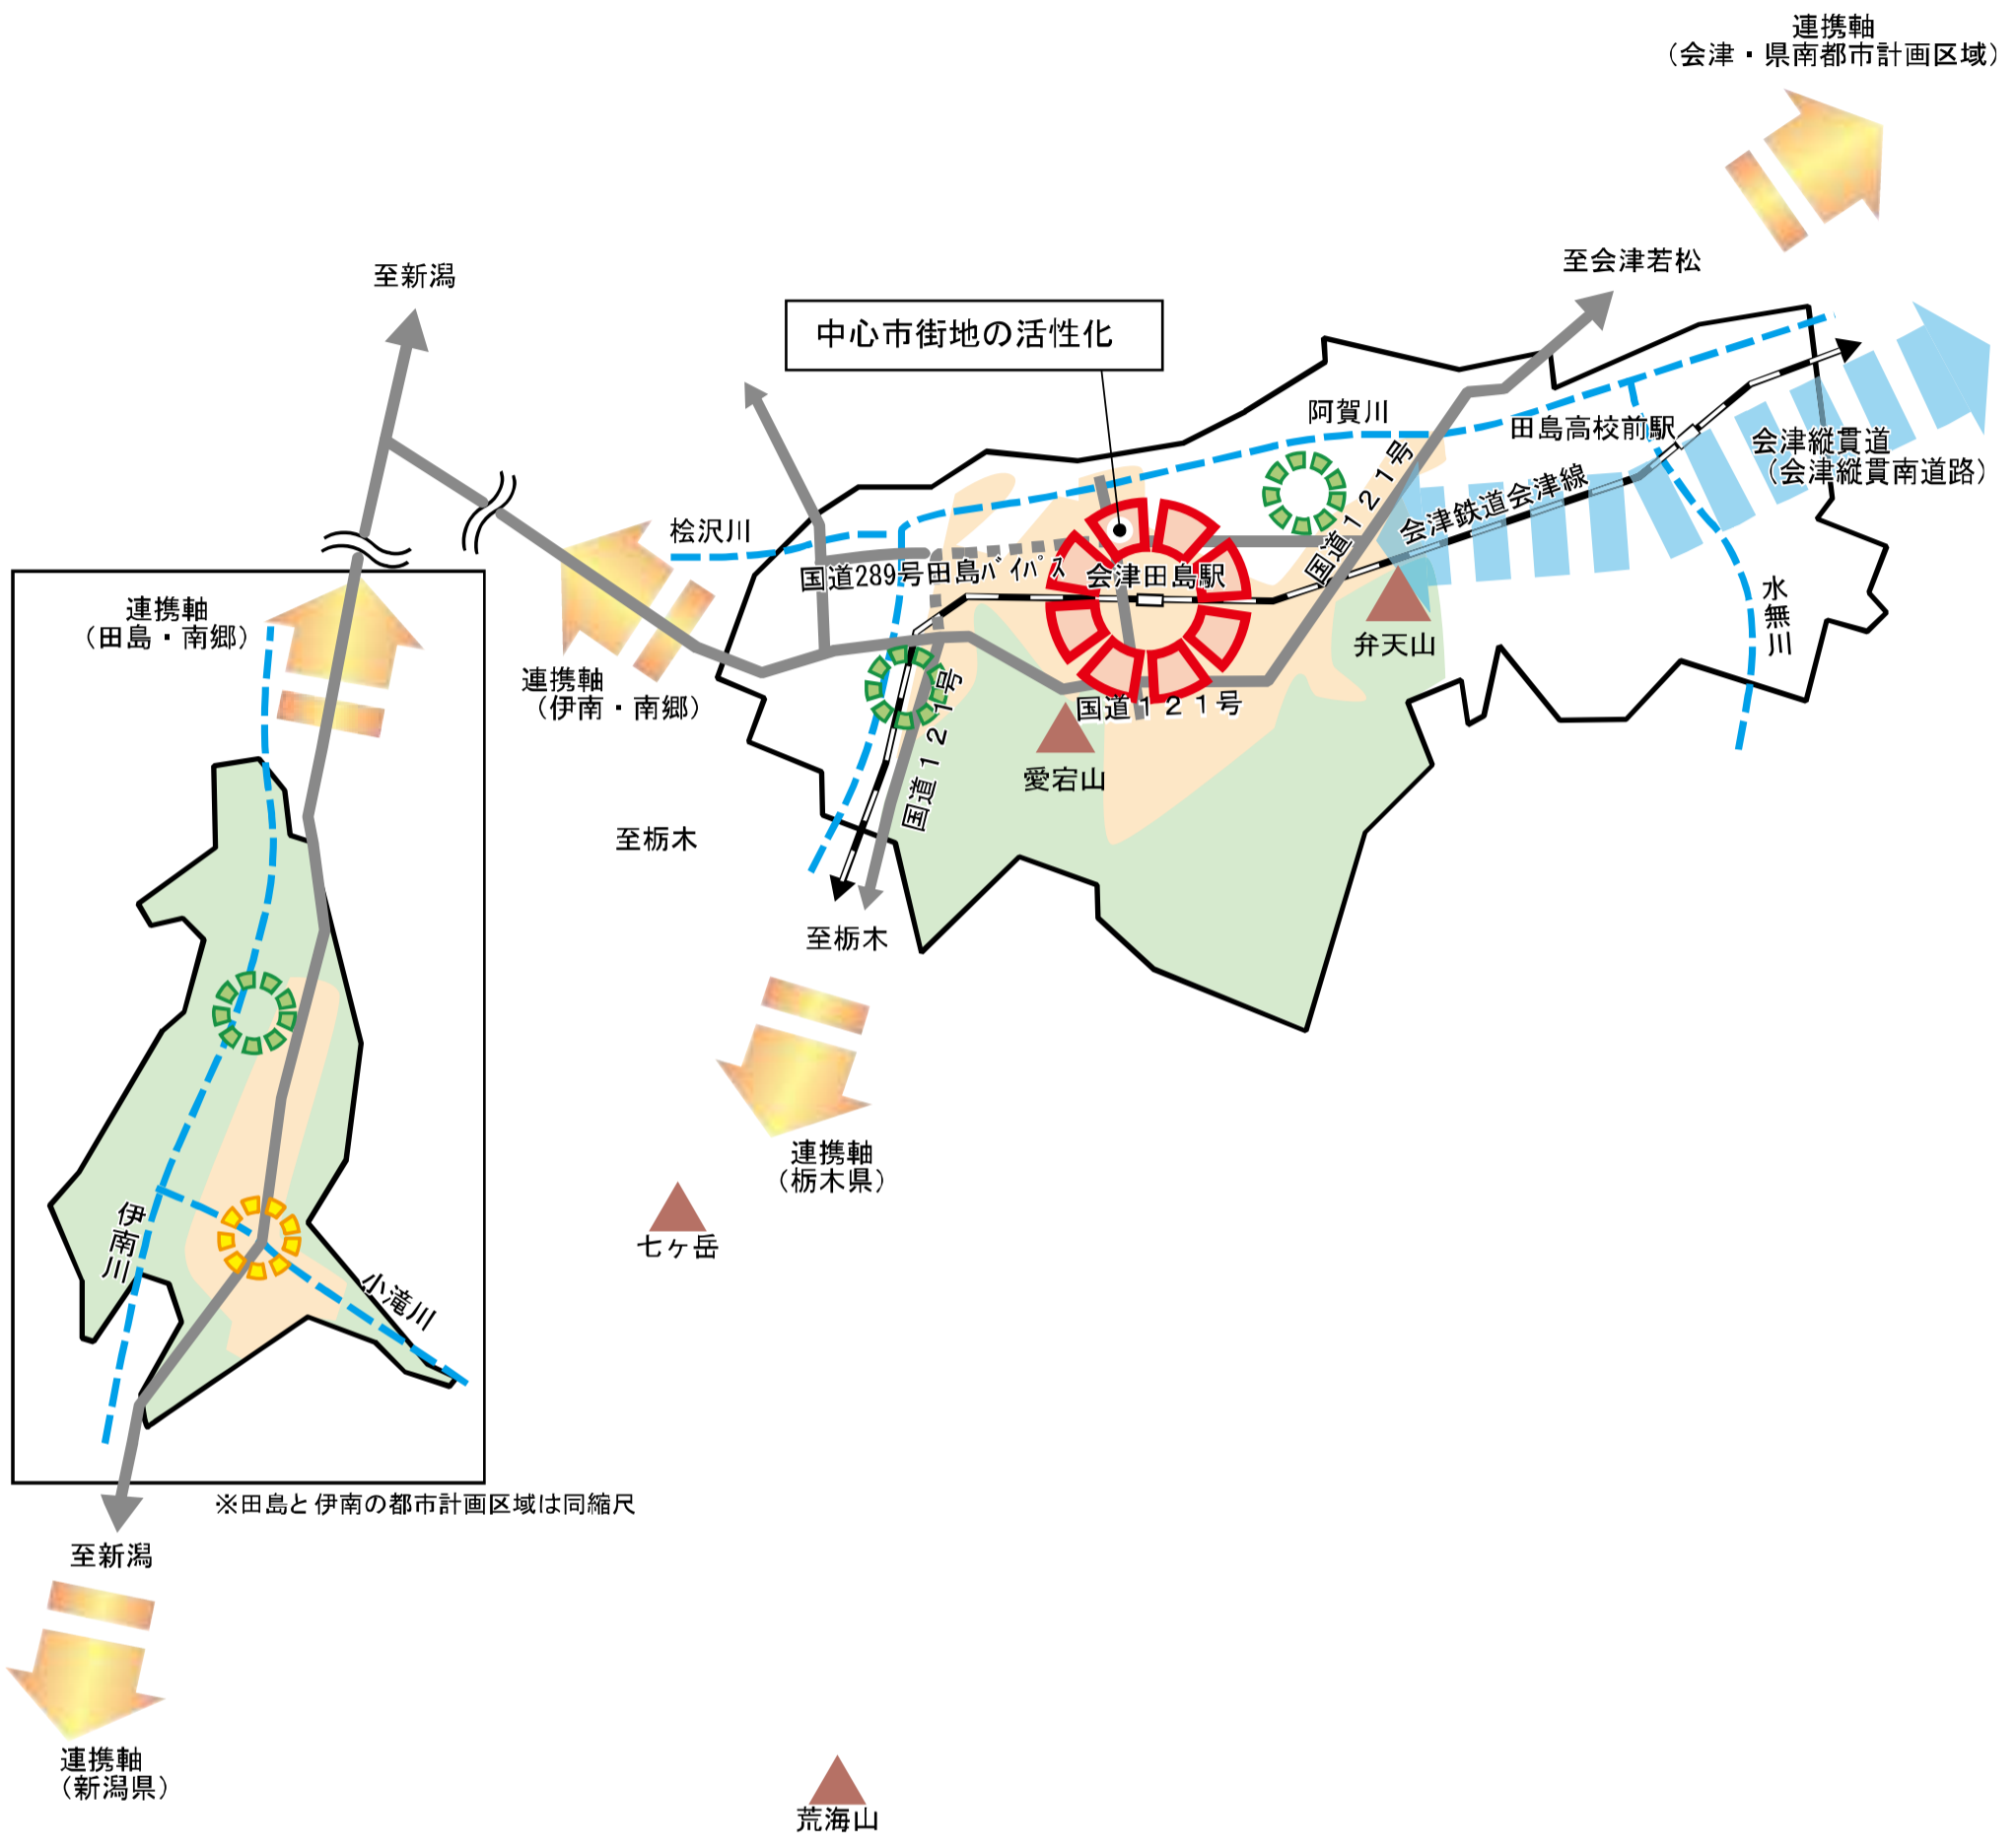 連携軸
（会津・県南都市計画区域）
至会津若松
至新潟
中心市街地の活性化
阿賀川
田島高校前駅
会津縦貫道
（会津縦貫南道路）
国道１２１号
会津鉄道会津線
桧沢川
国道289号田島ﾊﾞｲﾊﾟｽ
会津田島駅
水無川
連携軸
（田島・南郷）
弁天山
連携軸
（伊南・南郷）
国道１２１号
国道１２１号
愛宕山
至栃木
至栃木
連携軸
（栃木県）
伊南川
小滝川
七ヶ岳
※田島と伊南の都市計画区域は同縮尺
至新潟
連携軸
（新潟県）
荒海山